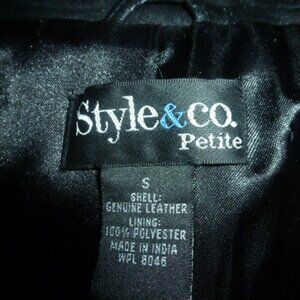 Style&co.
Petite
S
SHELL:
GENUINE LEATHER
LINING:
100% POLYESTER
MADE IN INDIA
WPL 8046